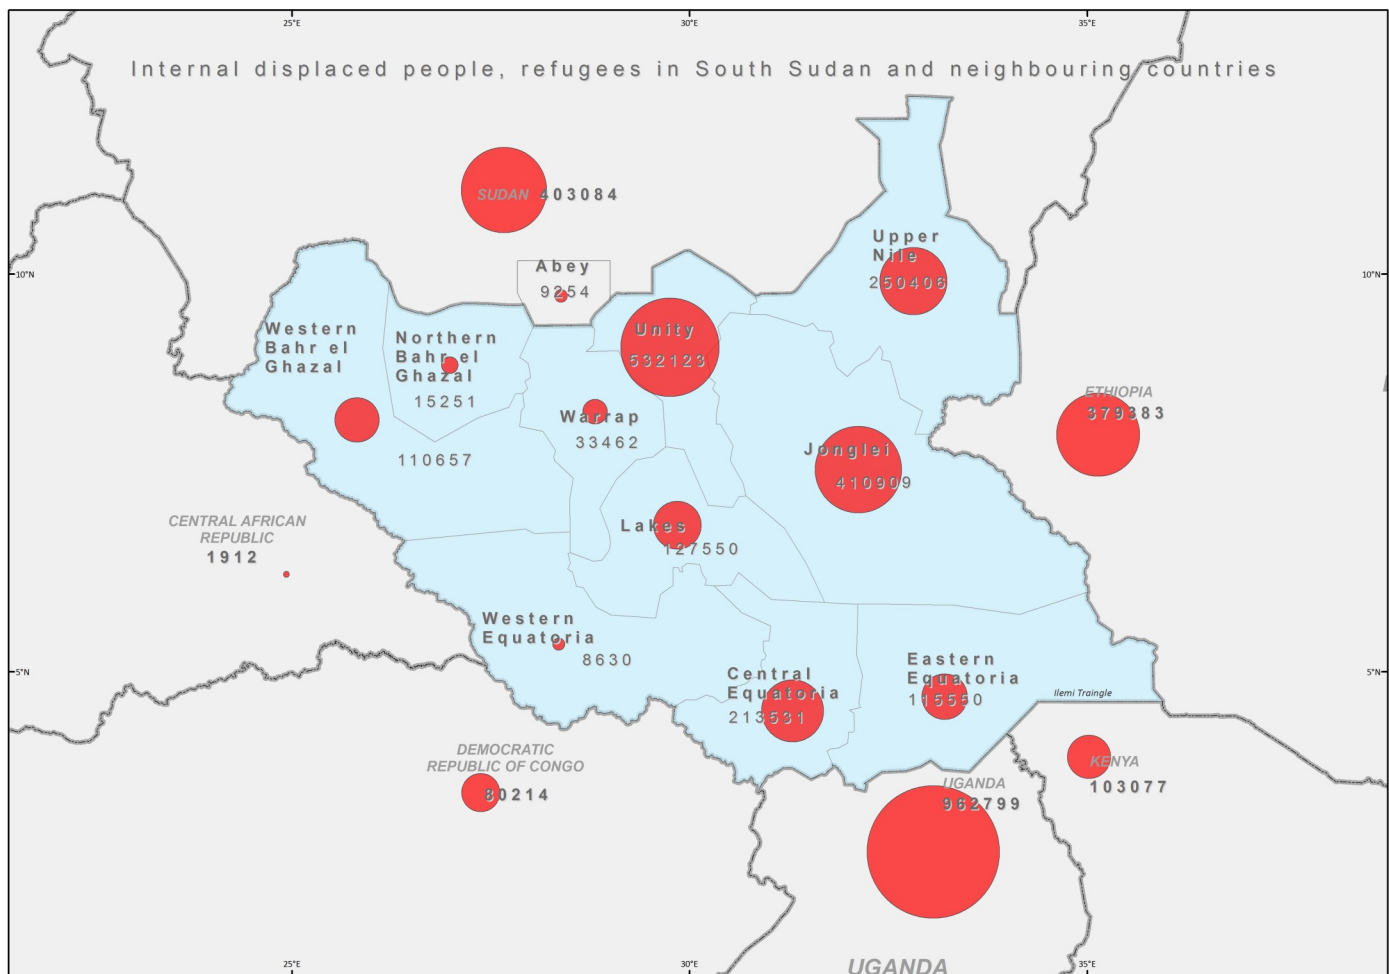 25°E 30°E 35°E
Internal displaced people, refugees in South Sudan and neighbouring countries
SUDAN 403084
Upper
Nile
250406
10°N 10°N
Abey
9254
Western
Bahr el
Ghazal
110657
Northern
Bahr el
Ghazal
15251
Unity
532123
Warrap
33462
ETHIOPIA
379383
Jonglei
410909
CENTRAL AFRICAN
REPUBLIC
1912
Lakes
127550
Western
Equatoria
8630
5°N 5°N
Central
Equatoria
213531
Eastern
Equatoria
115550
Ilemi Traingle
DEMOCRATIC
REPUBLIC OF CONGO
80214
KENYA
103077
UGANDA
962799
UGANDA
25°E 30°E 35°E